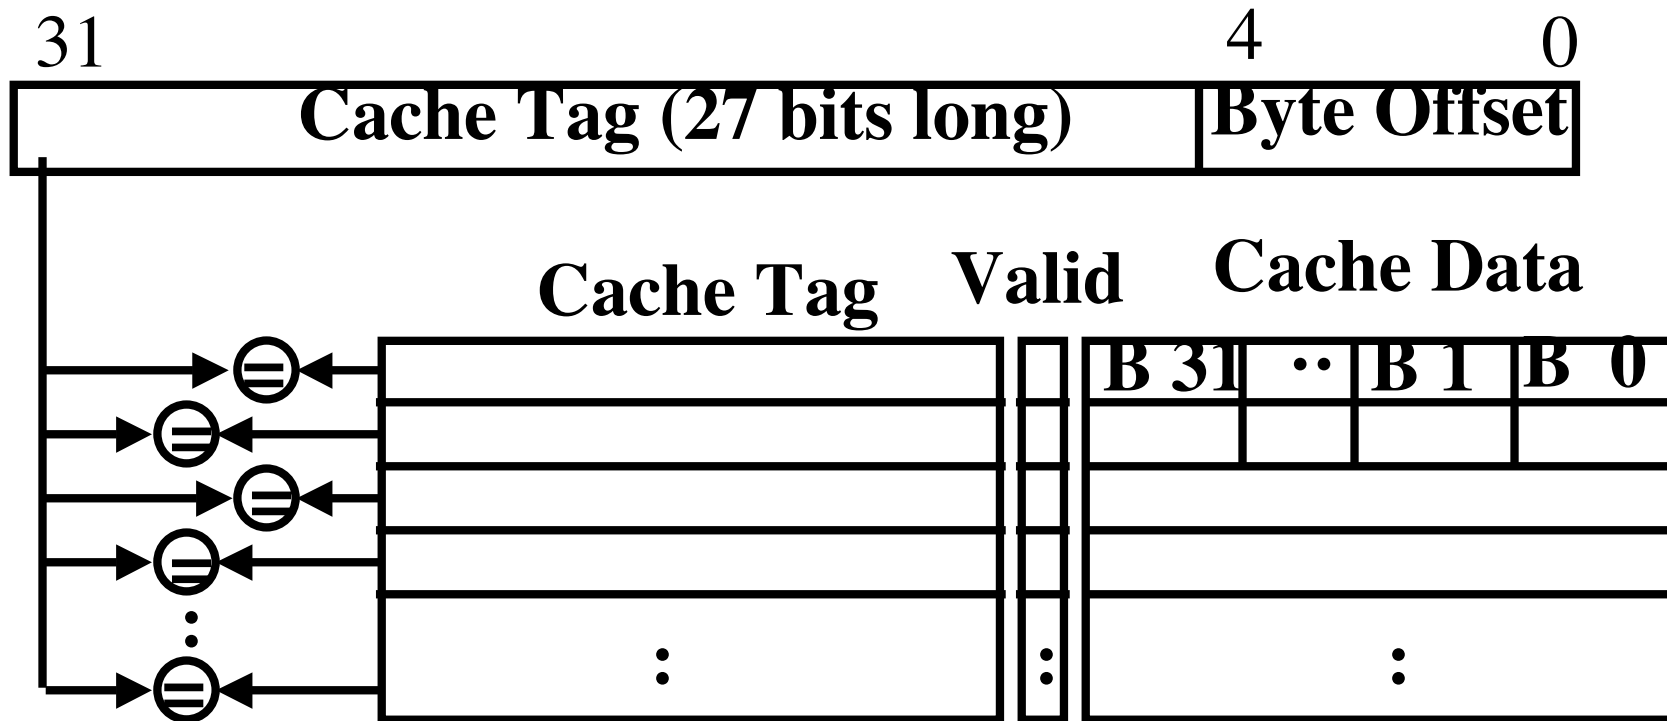 31 4 0
Cache Tag (27 bits long) Byte Offset
Cache Tag Valid Cache Data
B 31 ·· B 1 B 0
=
=
=
=
:
: : :
=